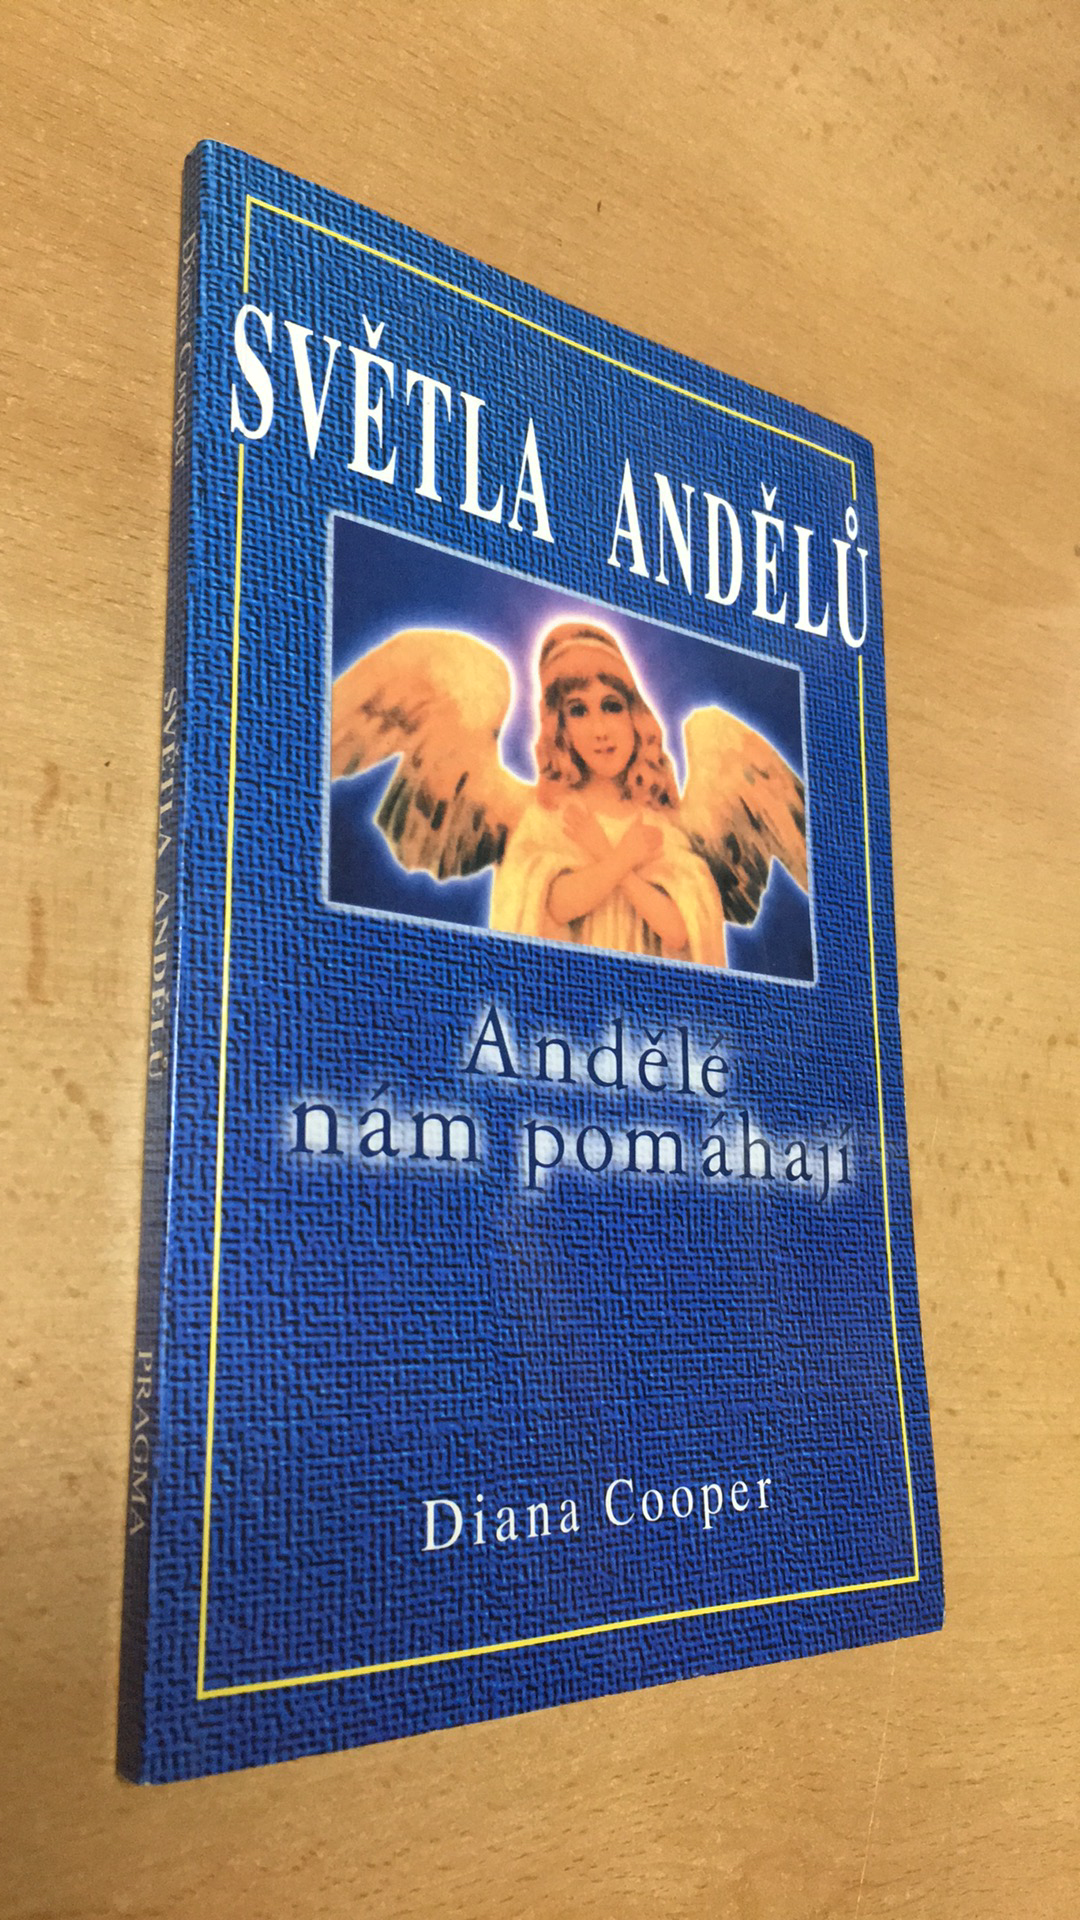 SVĚTLA ANDĚLŮ
Andělé
nám pomáhají
Diana Cooper
Diana Cooper SVĚTLA ANDĚLŮ PRAGMA